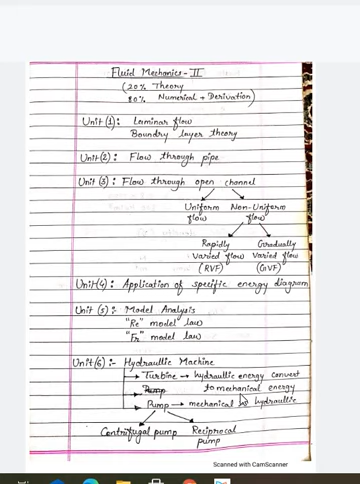 Fluid Mechanics - II
(20% Theory
80% Numerical + Derivation)
Unit (1): Laminar flow
Boundry layer theory
Unit (2): Flow through pipe
Unit (3): Flow through open channel
Uniform flow
Non-Uniform flow
Rapidly Varied flow (RVF)
Gradually Varied flow (GVF)
Unit (4): Application of specific energy diagram
Unit (5): Model Analysis
"Re" model law
"Fr" model law
Unit (6): - Hydraullic Machine
Turbine → hydraullic energy convert
to mechanical energy
Pump → mechanical to hydraullic
Centrifugal pump
Reciprocal pump
Scanned with CamScanner